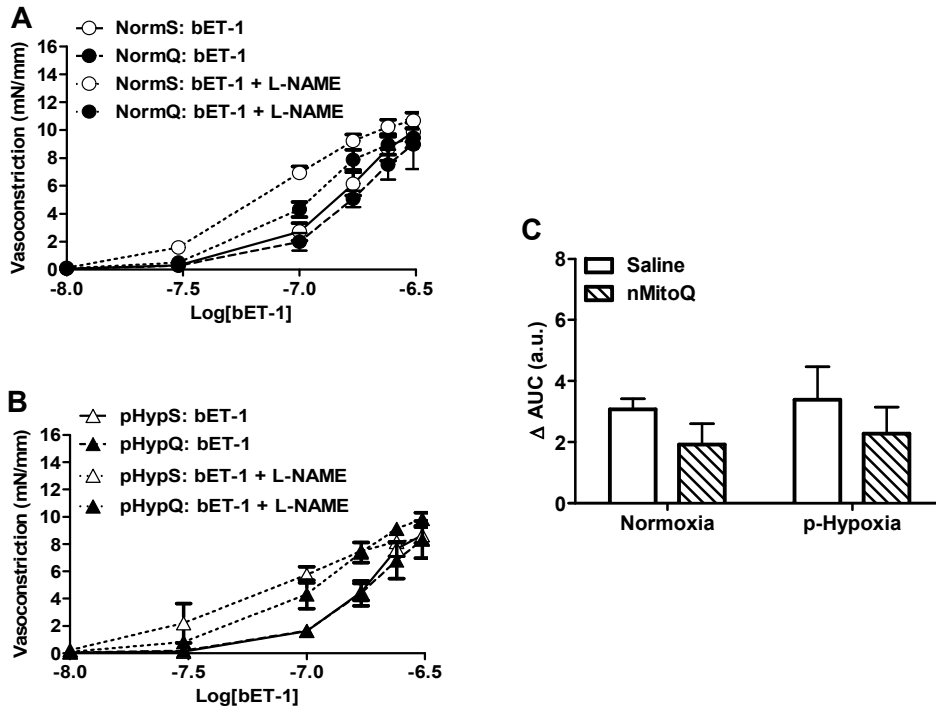 A
NormS: bET-1
NormQ: bET-1
NormS: bET-1 + L-NAME
NormQ: bET-1 + L-NAME
Vasoconstriction (mN/mm)
16
14
12
10
8
6
4
2
0
-8.0 -7.5 -7.0 -6.5
Log[bET-1]
B
pHypS: bET-1
pHypQ: bET-1
pHypS: bET-1 + L-NAME
pHypQ: bET-1 + L-NAME
Vasoconstriction (mN/mm)
16
14
12
10
8
6
4
2
0
-8.0 -7.5 -7.0 -6.5
Log[bET-1]
C
Saline
nMitoQ
Δ AUC (a.u.)
8
6
4
2
0
Normoxia p-Hypoxia